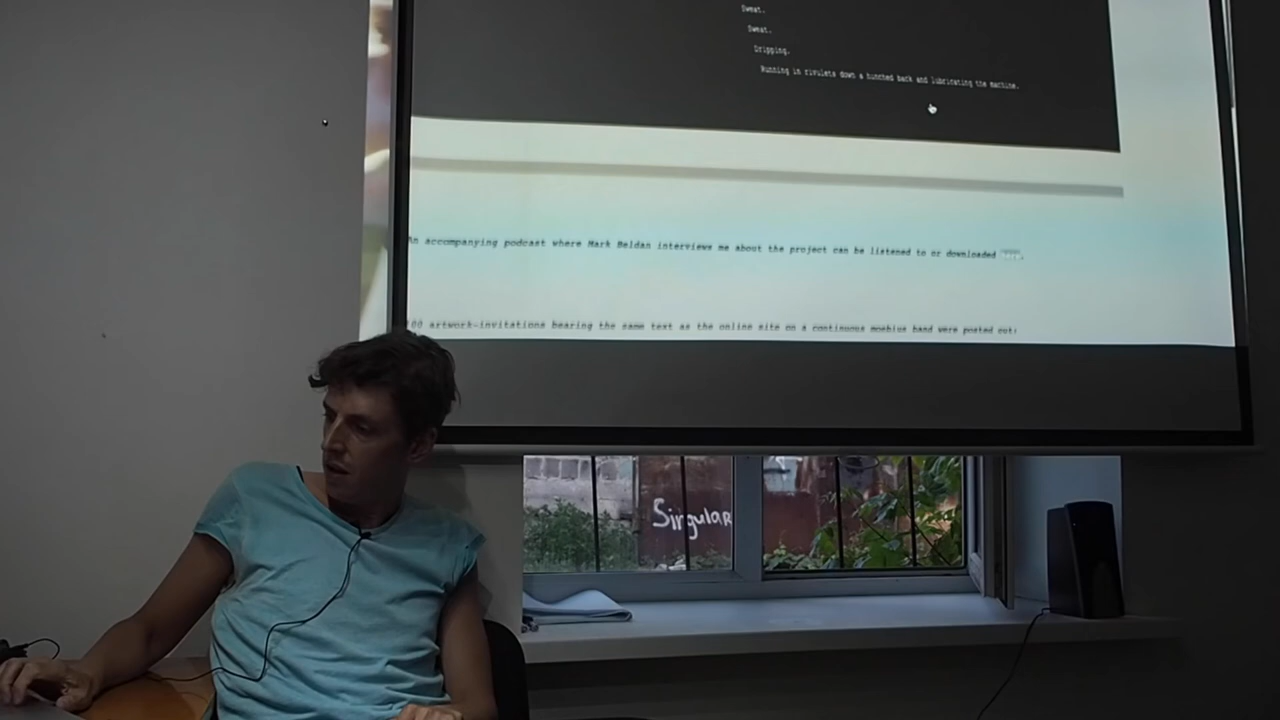 Sweat.
Sweat.
Dripping.
Running in rivulets down a hunched back and lubricating the machine.
An accompanying podcast where Mark Beldan interviews me about the project can be listened to or downloaded here.
100 artwork-invitations bearing the same text as the online site on a continuous moebius band were posted out:
Singular